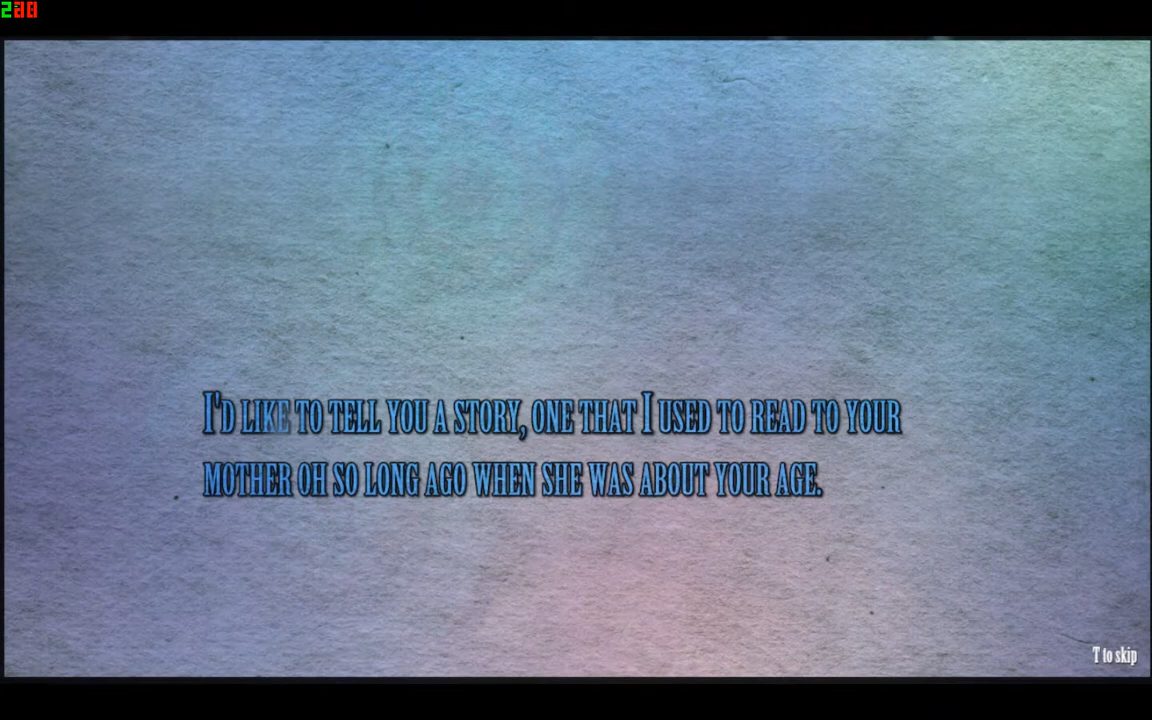 I'D LIKE TO TELL YOU A STORY, ONE THAT I USED TO READ TO YOUR
MOTHER OH SO LONG AGO WHEN SHE WAS ABOUT YOUR AGE.
T to skip